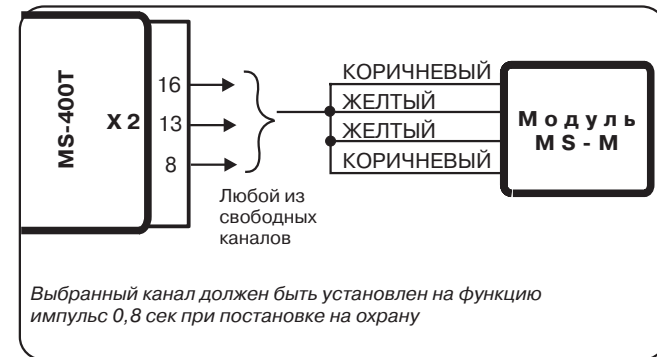 MS-400T
X2
16
13
8
Любой из
свободных
каналов
КОРИЧНЕВЫЙ
ЖЕЛТЫЙ
ЖЕЛТЫЙ
КОРИЧНЕВЫЙ
Модуль
MS-M
Выбранный канал должен быть установлен на функцию
импульс 0,8 сек при постановке на охрану